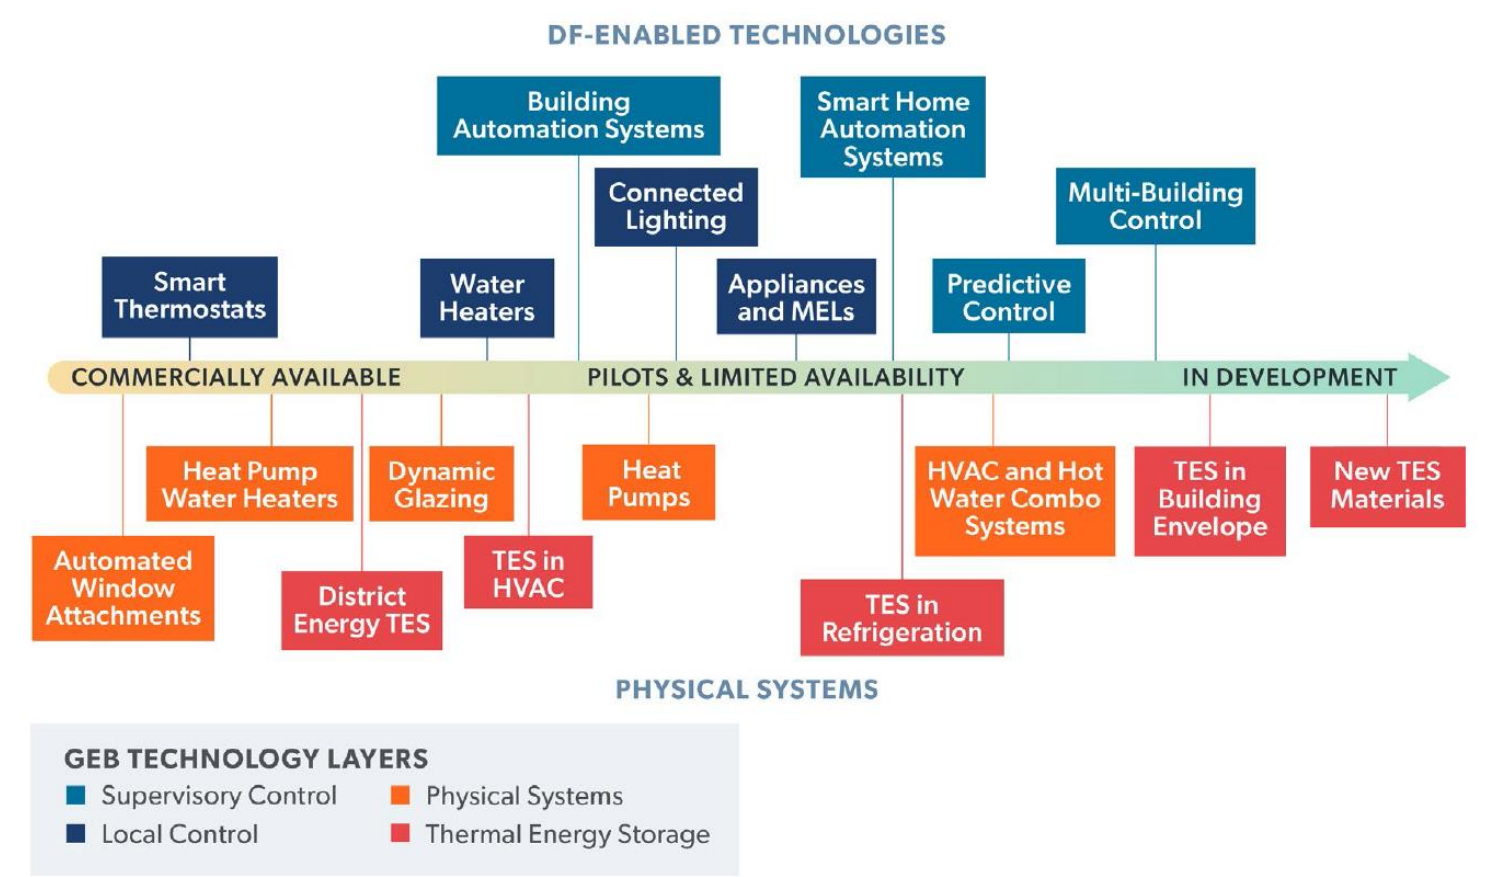 DF-ENABLED TECHNOLOGIES
Building
Automation Systems
Smart Home
Automation
Systems
Connected
Lighting
Multi-Building
Control
Smart
Thermostats
Water
Heaters
Appliances
and MELs
Predictive
Control
COMMERCIALLY AVAILABLE
PILOTS & LIMITED AVAILABILITY
IN DEVELOPMENT
Heat Pump
Water Heaters
Dynamic
Glazing
Heat
Pumps
HVAC and Hot
Water Combo
Systems
TES in
Building
Envelope
New TES
Materials
Automated
Window
Attachments
District
Energy TES
TES in
HVAC
TES in
Refrigeration
PHYSICAL SYSTEMS
GEB TECHNOLOGY LAYERS
Supervisory Control
Physical Systems
Local Control
Thermal Energy Storage